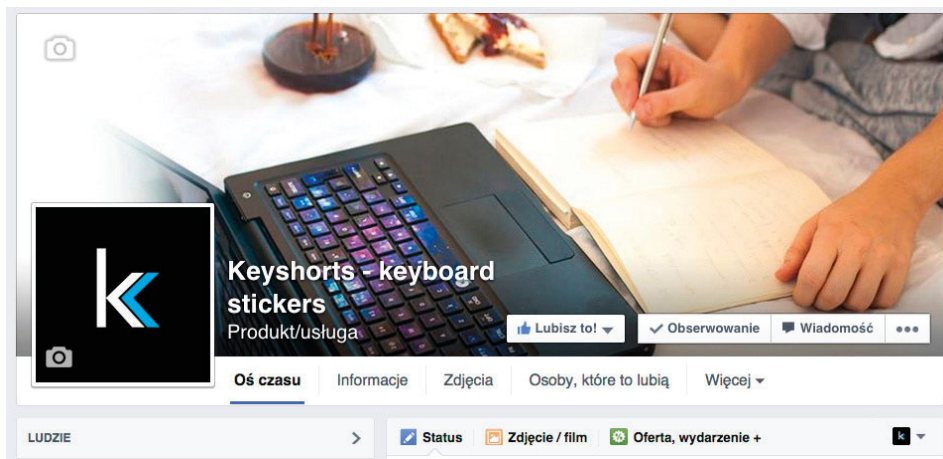 Keyshorts - keyboard
stickers
Produkt/usługa
Lubisz to!
Obserwowanie
Wiadomość
Oś czasu
Informacje
Zdjęcia
Osoby, które to lubią
Więcej
LUDZIE
Status
Zdjęcie / film
Oferta, wydarzenie +
k